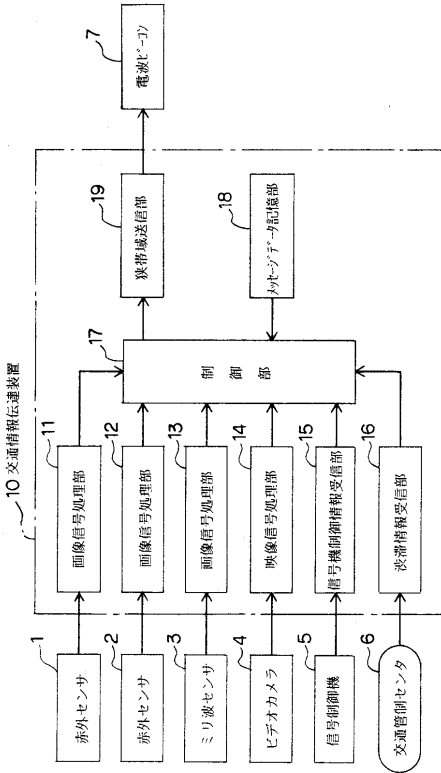 10 交通情報伝達装置
1
赤外センサ
2
赤外センサ
3
ミリ波センサ
4
ビデオカメラ
5
信号制御機
6
交通管制センタ
11
画像信号処理部
12
画像信号処理部
13
画像信号処理部
14
映像信号処理部
15
信号機制御情報受信部
16
渋滞情報受信部
17
制御部
18
メッセージデータ記憶部
19
狭帯域送信部
7
電波ビーコン